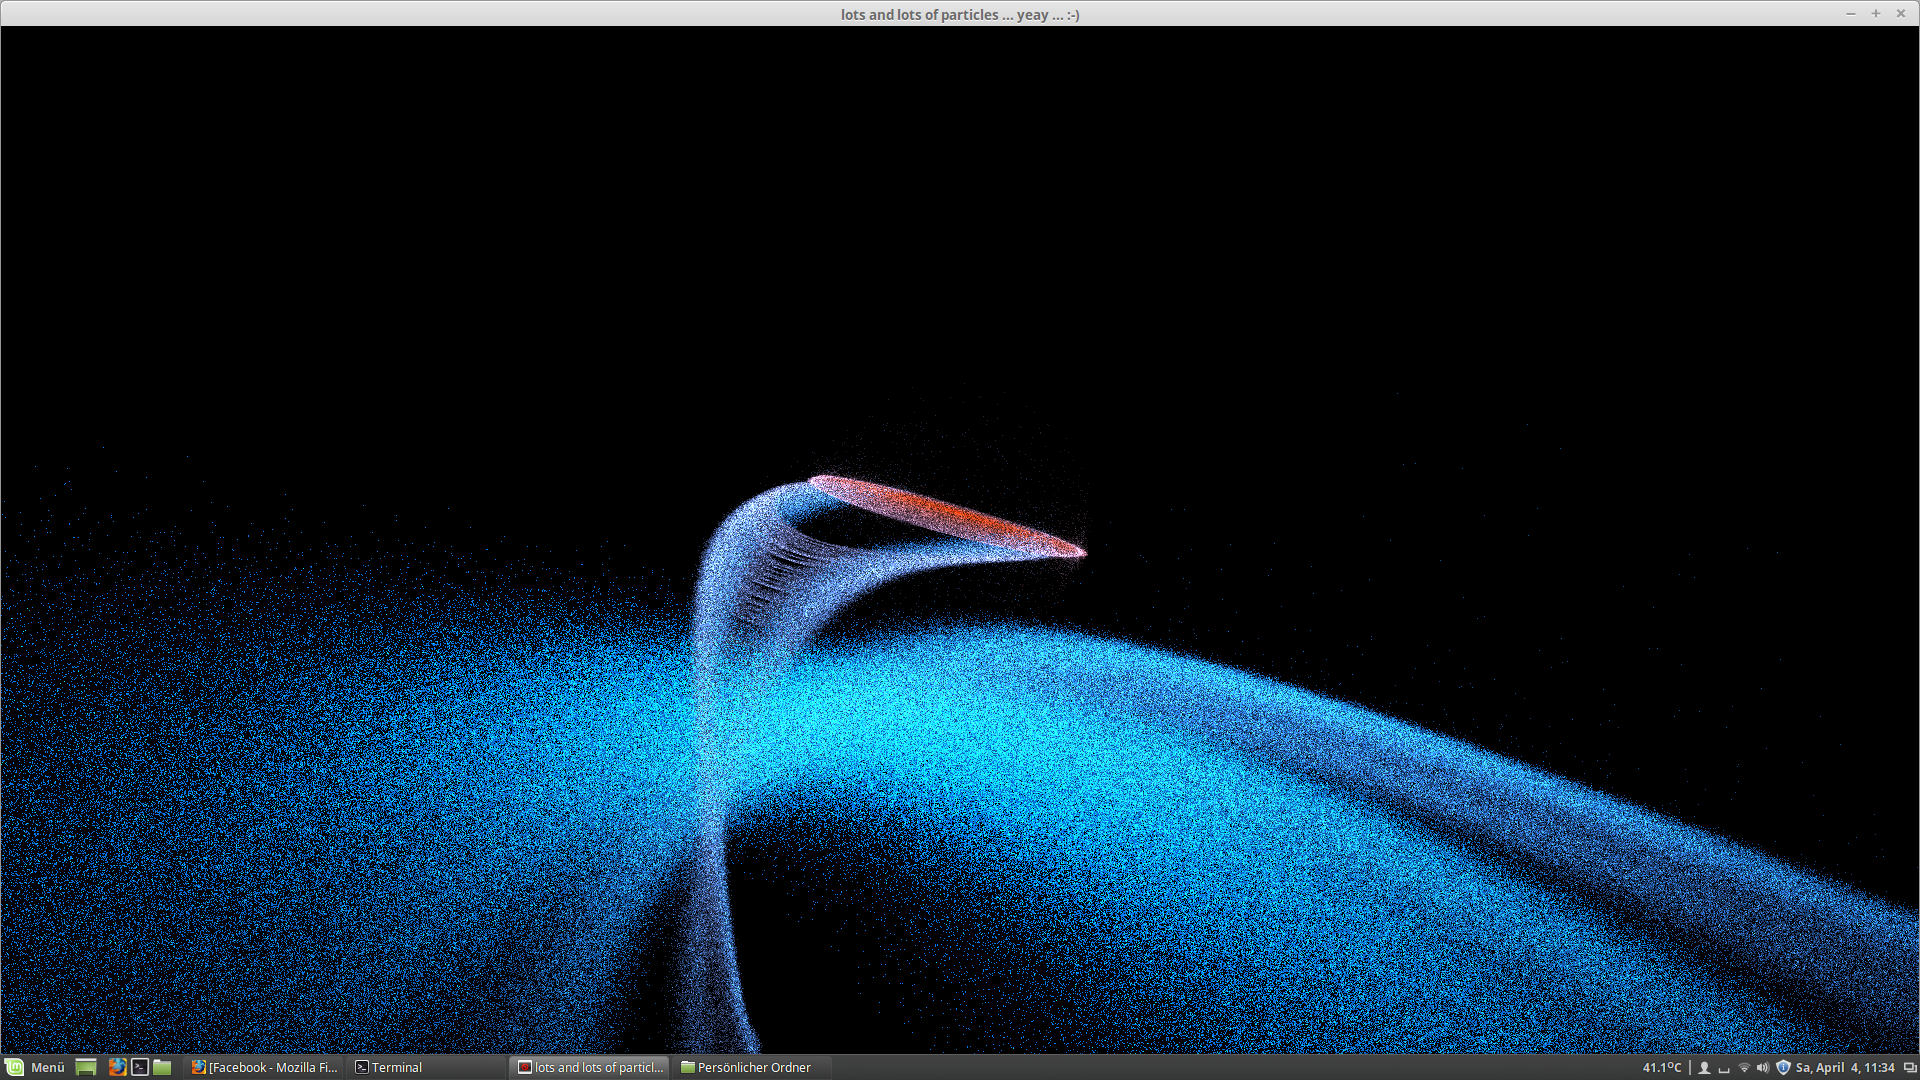 lots and lots of particles ... yeay ... :-)
Menü
[Facebook - Mozilla Fi...
Terminal
lots and lots of particl...
Persönlicher Ordner
41.1°C
Sa, April 4, 11:34